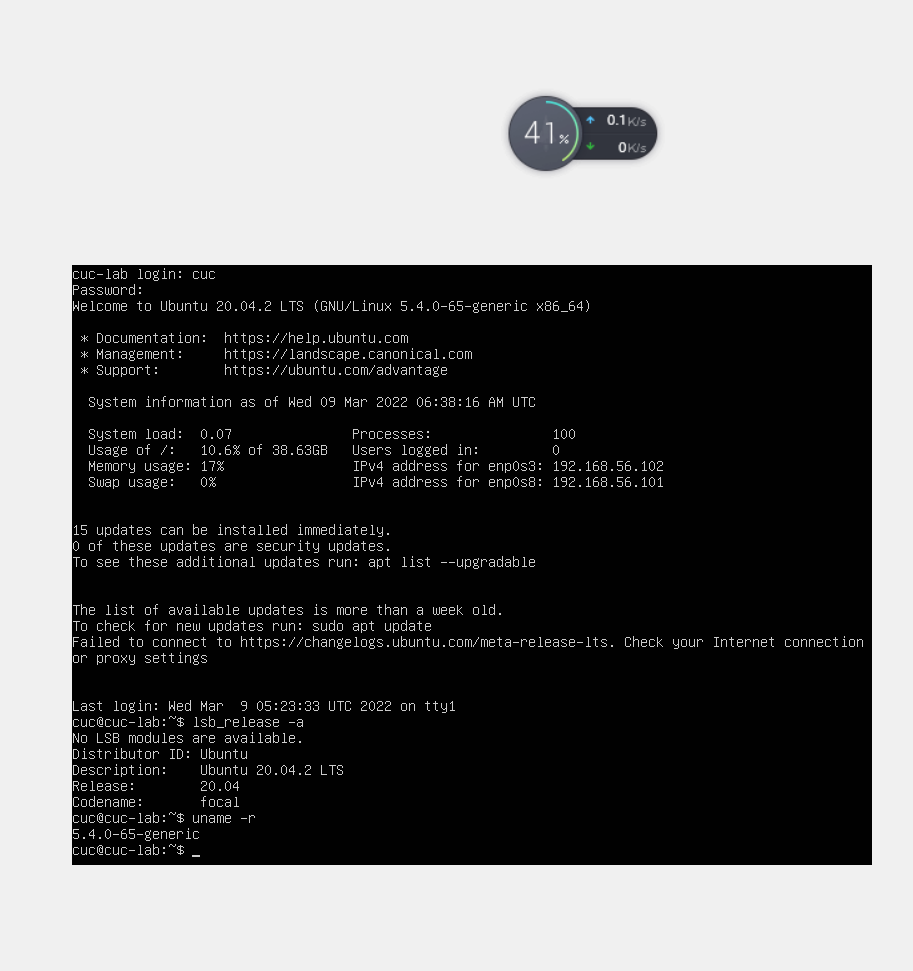 41%
0.1K/s
0K/s
cuc-lab login: cuc
Password:
Welcome to Ubuntu 20.04.2 LTS (GNU/Linux 5.4.0-65-generic x86_64)
* Documentation:  https://help.ubuntu.com
* Management:     https://landscape.canonical.com
* Support:        https://ubuntu.com/advantage
System information as of Wed 09 Mar 2022 06:38:16 AM UTC
System load:  0.07               Processes:               100
Usage of /:   10.6% of 38.63GB   Users logged in:         0
Memory usage: 17%                IPv4 address for enp0s3: 192.168.56.102
Swap usage:   0%                 IPv4 address for enp0s8: 192.168.56.101
15 updates can be installed immediately.
0 of these updates are security updates.
To see these additional updates run: apt list --upgradable
The list of available updates is more than a week old.
To check for new updates run: sudo apt update
Failed to connect to https://changelogs.ubuntu.com/meta-release-lts. Check your Internet connection
or proxy settings
Last login: Wed Mar  9 05:23:33 UTC 2022 on tty1
cuc@cuc-lab:~$ lsb_release -a
No LSB modules are available.
Distributor ID: Ubuntu
Description:    Ubuntu 20.04.2 LTS
Release:        20.04
Codename:       focal
cuc@cuc-lab:~$ uname -r
5.4.0-65-generic
cuc@cuc-lab:~$ _